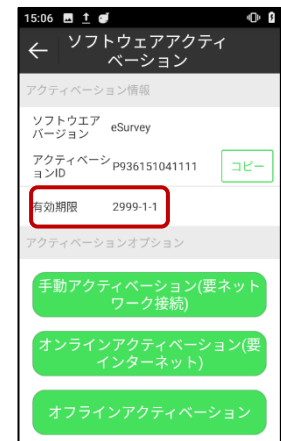 15:06
ソフトウェアアクティ
ベーション
アクティベーション情報
ソフトウエア
バージョン
eSurvey
アクティベーシ
ョンID
P936151041111
コピー
有効期限
2999-1-1
アクティベーションオプション
手動アクティベーション(要ネット
ワーク接続)
オンラインアクティベーション(要
インターネット)
オフラインアクティベーション